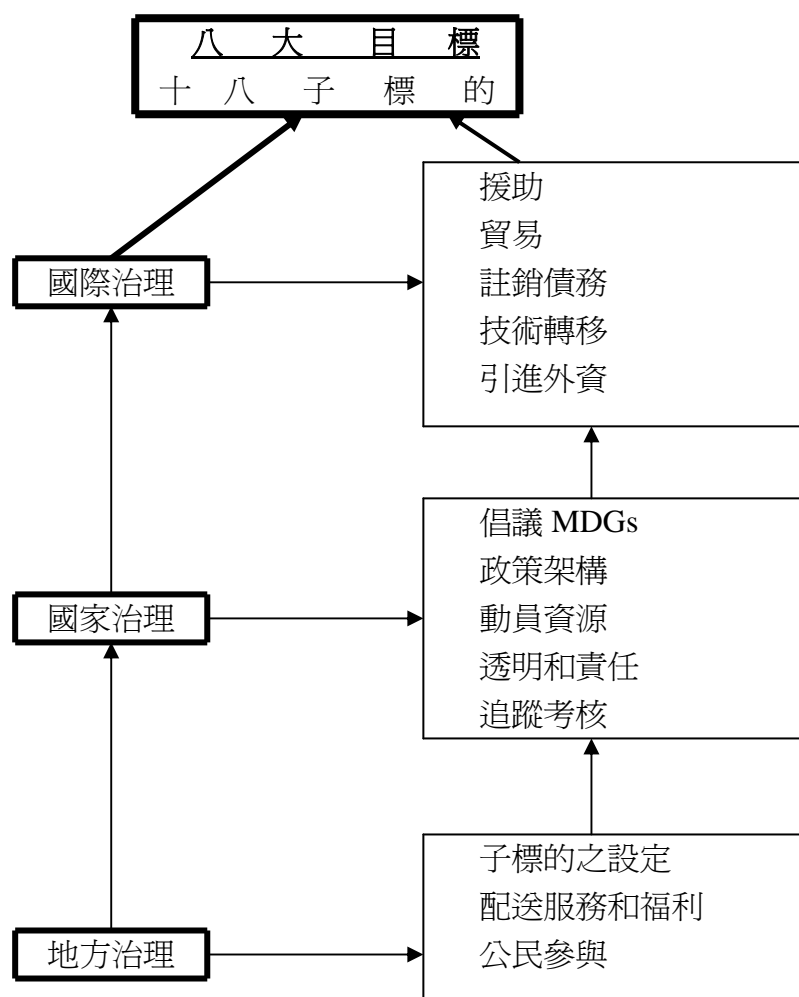 八大目標
十八子標的
援助
貿易
國際治理
註銷債務
技術轉移
引進外資
倡議 MDGs
政策架構
國家治理
動員資源
透明和責任
追蹤考核
子標的之設定
配送服務和福利
地方治理
公民參與